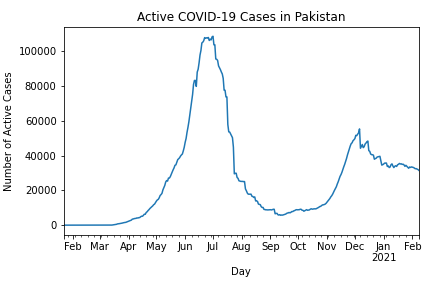 Active COVID-19 Cases in Pakistan
Number of Active Cases
100000
80000
60000
40000
20000
0
Feb Mar Apr May Jun Jul Aug Sep Oct Nov Dec Jan Feb
2021
Day